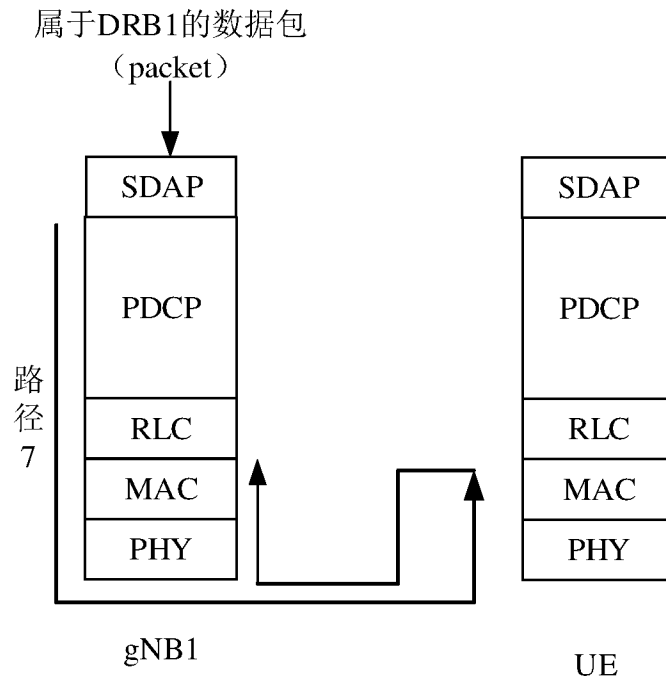 属于DRB1的数据包
（packet）
SDAP
PDCP
RLC
MAC
PHY
路径7
gNB1
SDAP
PDCP
RLC
MAC
PHY
UE